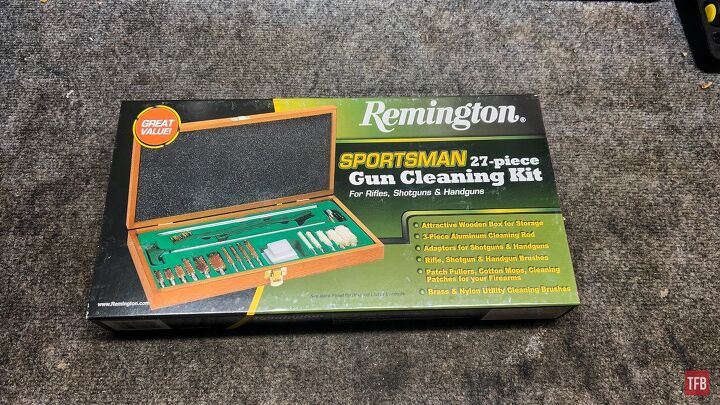 GREAT
VALUE!
Remington®
SPORTSMAN 27-piece
Gun Cleaning Kit
For Rifles, Shotguns & Handguns
Attractive Wooden Box for Storage
3-Piece Aluminum Cleaning Rod
Adaptors for Shotguns & Handguns
Rifle, Shotgun & Handgun Brushes
Patch Pullers, Cotton Mops, Cleaning
Patches for your Firearms
Brass & Nylon Utility Cleaning Brushes
www.Remington.com
Remington
TFB